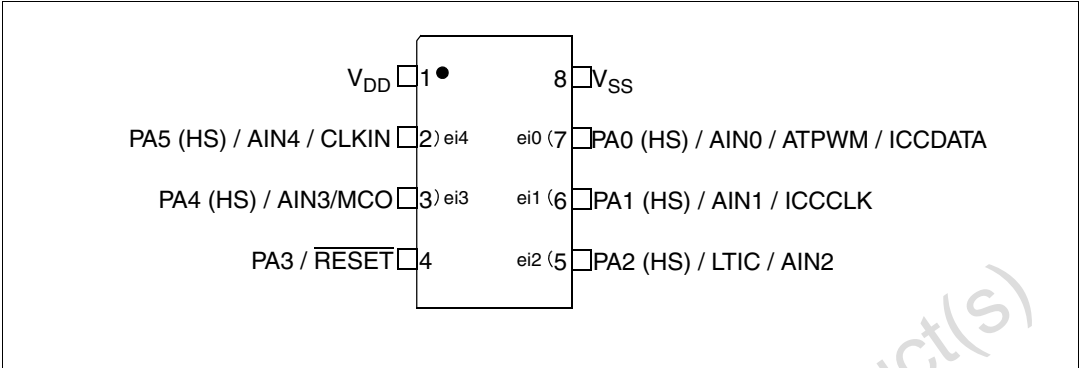 VDD 1 8 VSS
PA5 (HS) / AIN4 / CLKIN 2 ) ei4 ei0 ( 7 PA0 (HS) / AIN0 / ATPWM / ICCDATA
PA4 (HS) / AIN3/MCO 3 ) ei3 ei1 ( 6 PA1 (HS) / AIN1 / ICCCLK
PA3 / RESET 4 ei2 ( 5 PA2 (HS) / LTIC / AIN2